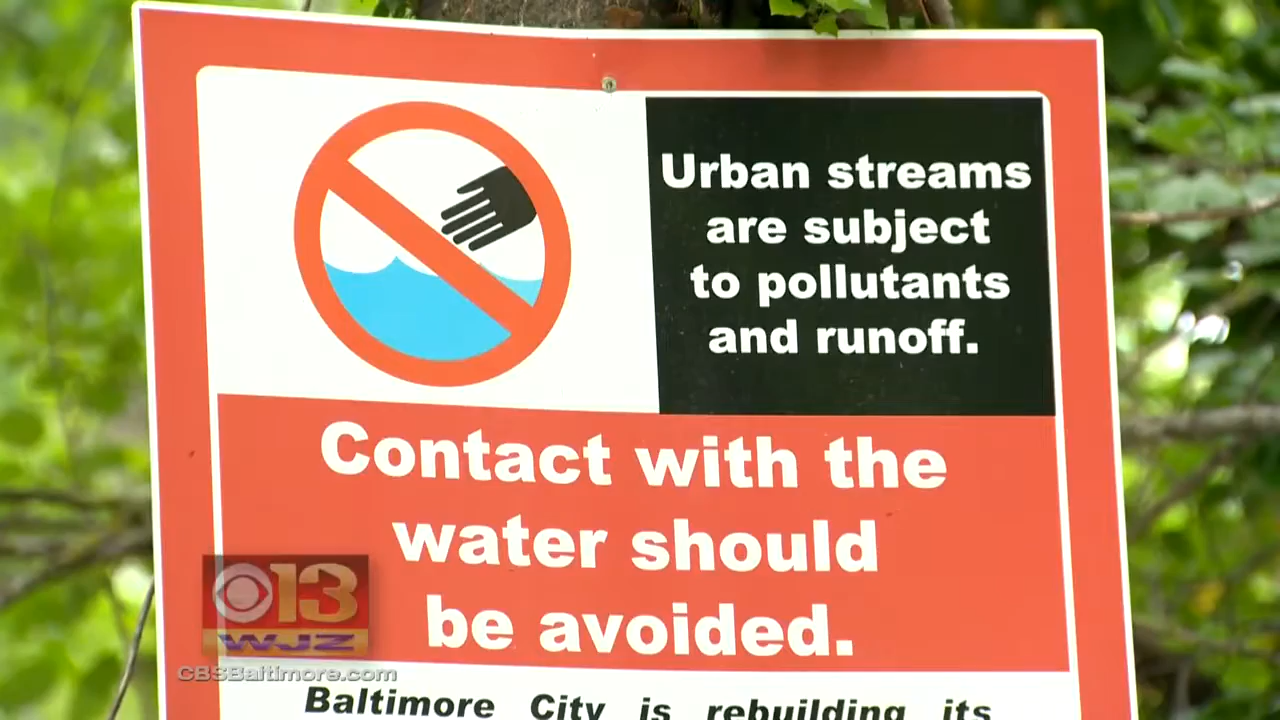 Urban streams
are subject
to pollutants
and runoff.
Contact with the
water should
be avoided.
13
WJZ
CBSBaltimore.com
Baltimore City is rebuilding its